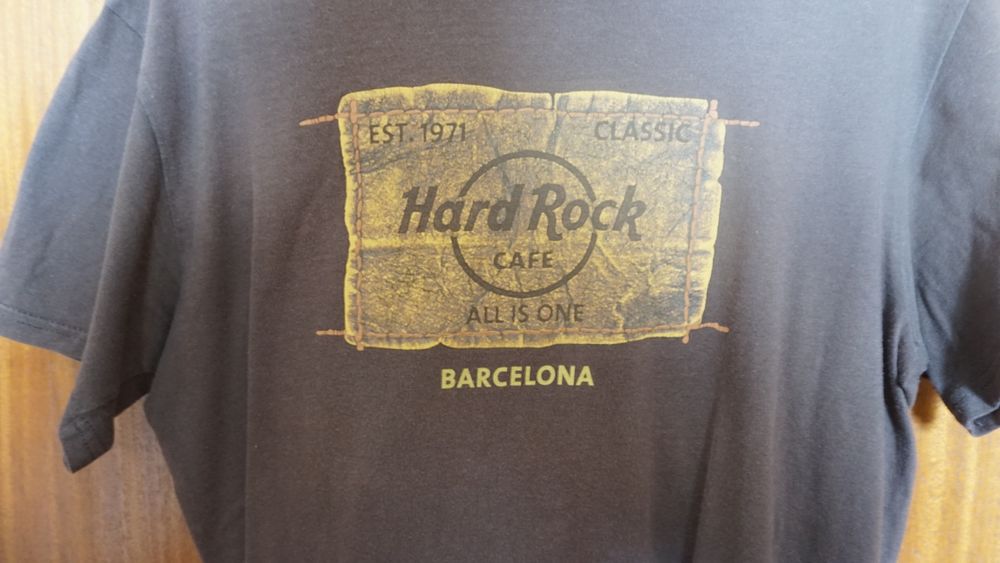 EST. 1971 CLASSIC
Hard Rock
CAFE
ALL IS ONE
BARCELONA